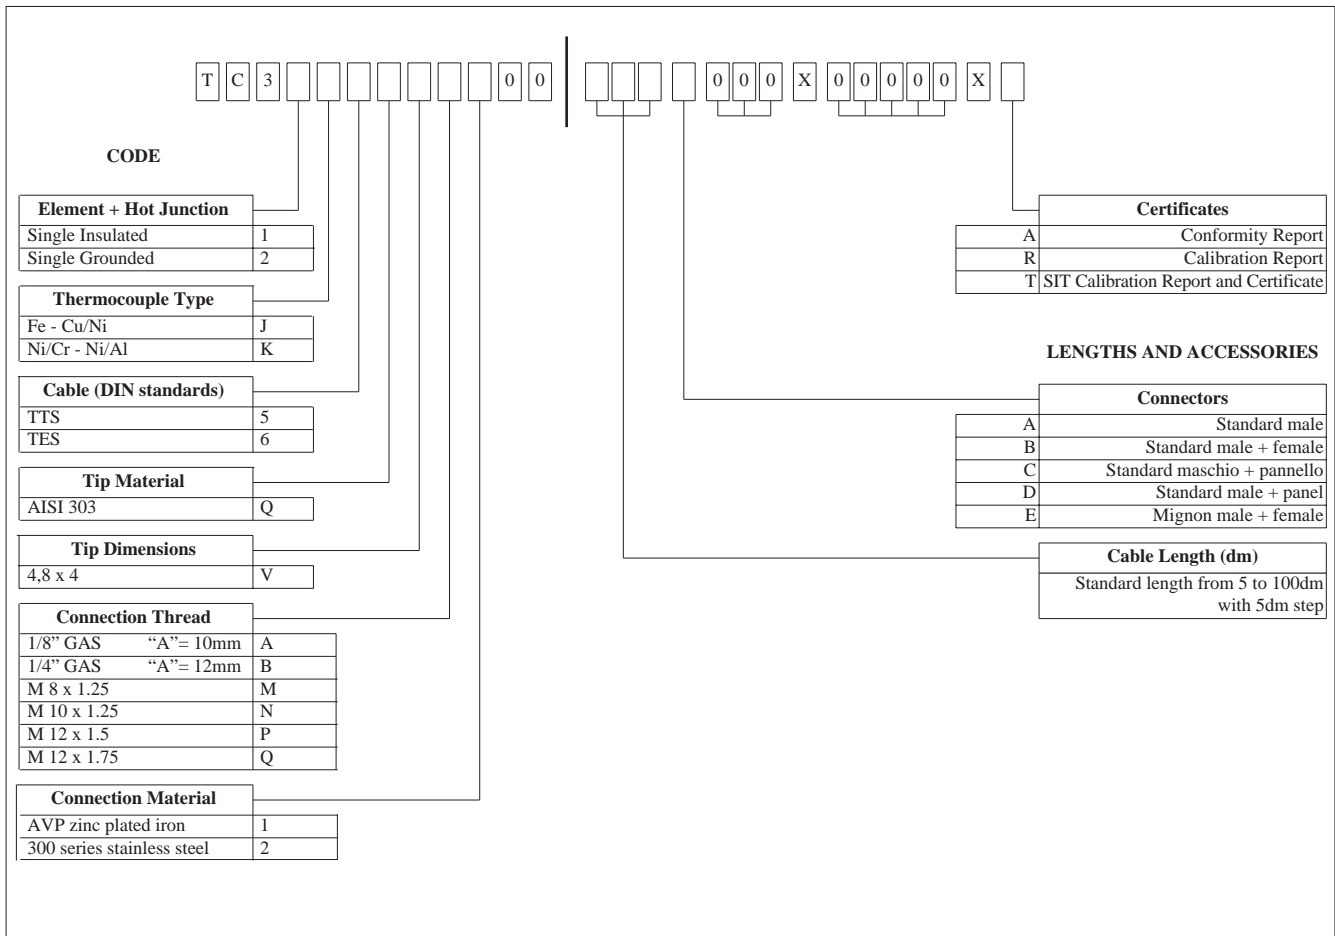 T C 3 0 0 0 0 0 X 0 0 0 0 0 X
CODE
Element + Hot Junction
Single Insulated 1
Single Grounded 2
Thermocouple Type
Fe - Cu/Ni J
Ni/Cr - Ni/Al K
Cable (DIN standards)
TTS 5
TES 6
Tip Material
AISI 303 Q
Tip Dimensions
4,8 x 4 V
Connection Thread
1/8” GAS “A”= 10mm A
1/4” GAS “A”= 12mm B
M 8 x 1.25 M
M 10 x 1.25 N
M 12 x 1.5 P
M 12 x 1.75 Q
Connection Material
AVP zinc plated iron 1
300 series stainless steel 2
Certificates
A Conformity Report
R Calibration Report
T SIT Calibration Report and Certificate
LENGTHS AND ACCESSORIES
Connectors
A Standard male
B Standard male + female
C Standard maschio + pannello
D Standard male + panel
E Mignon male + female
Cable Length (dm)
Standard length from 5 to 100dm
with 5dm step